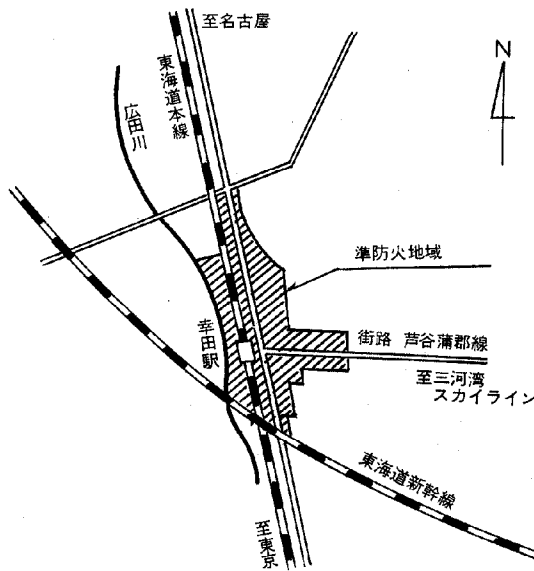 至名古屋
N
東海道本線
広田川
準防火地域
街路 芦谷蒲郡線
幸田駅
至三河湾
スカイライン
東海道新幹線
至東京